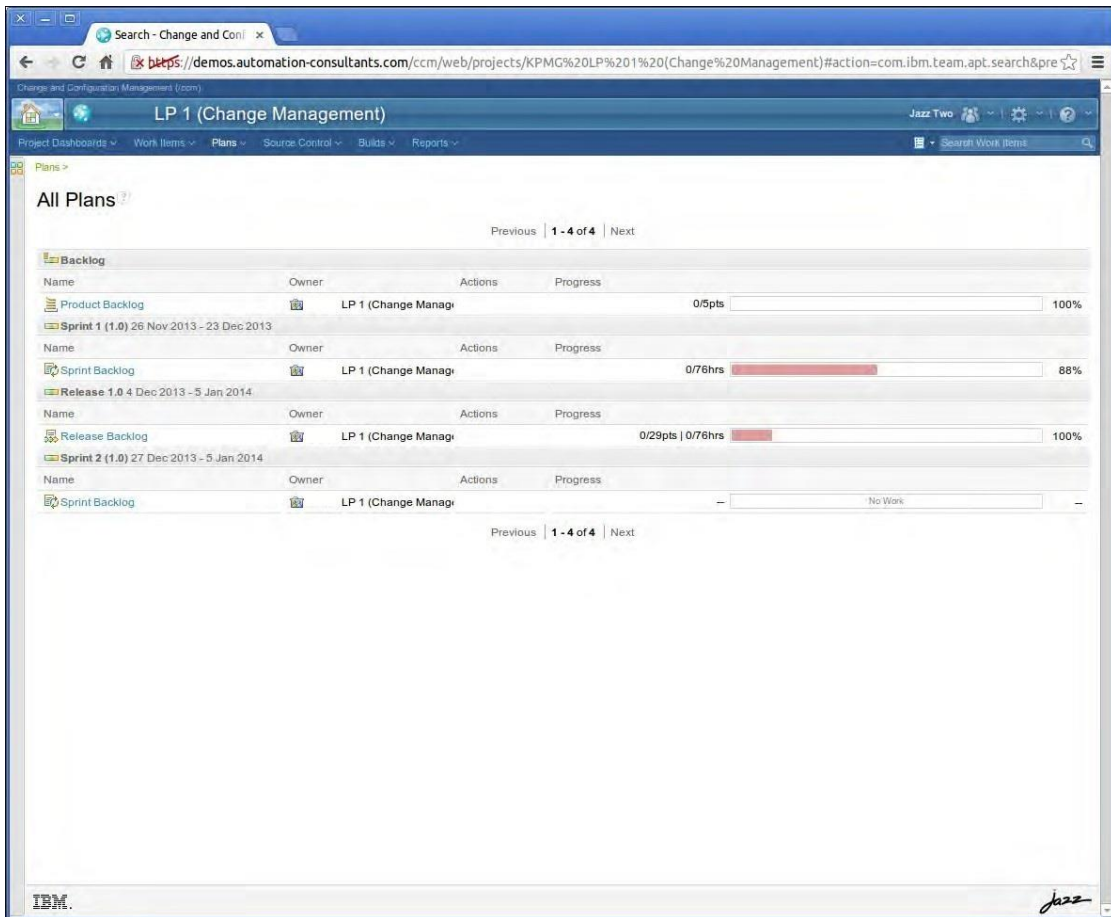 Search - Change and Conf
https://demos.automation-consultants.com/ccm/web/projects/KPMG%20LP%201%20(Change%20Management)#action=com.ibm.team.apt.search&pre
Change and Configuration Management (/ccm)
LP 1 (Change Management) Jazz Two
Project Dashboards Work Items Plans Source Control Builds Reports Search Work Items
Plans >
All Plans
Previous | 1 - 4 of 4 | Next
Backlog
Name Owner Actions Progress
Product Backlog LP 1 (Change Manag 0/5pts 100%
Sprint 1 (1.0) 26 Nov 2013 - 23 Dec 2013
Name Owner Actions Progress
Sprint Backlog LP 1 (Change Manag 0/76hrs 88%
Release 1.0 4 Dec 2013 - 5 Jan 2014
Name Owner Actions Progress
Release Backlog LP 1 (Change Manag 0/29pts | 0/76hrs 100%
Sprint 2 (1.0) 27 Dec 2013 - 5 Jan 2014
Name Owner Actions Progress
Sprint Backlog LP 1 (Change Manag -- No Work --
Previous | 1 - 4 of 4 | Next
IBM. jazz